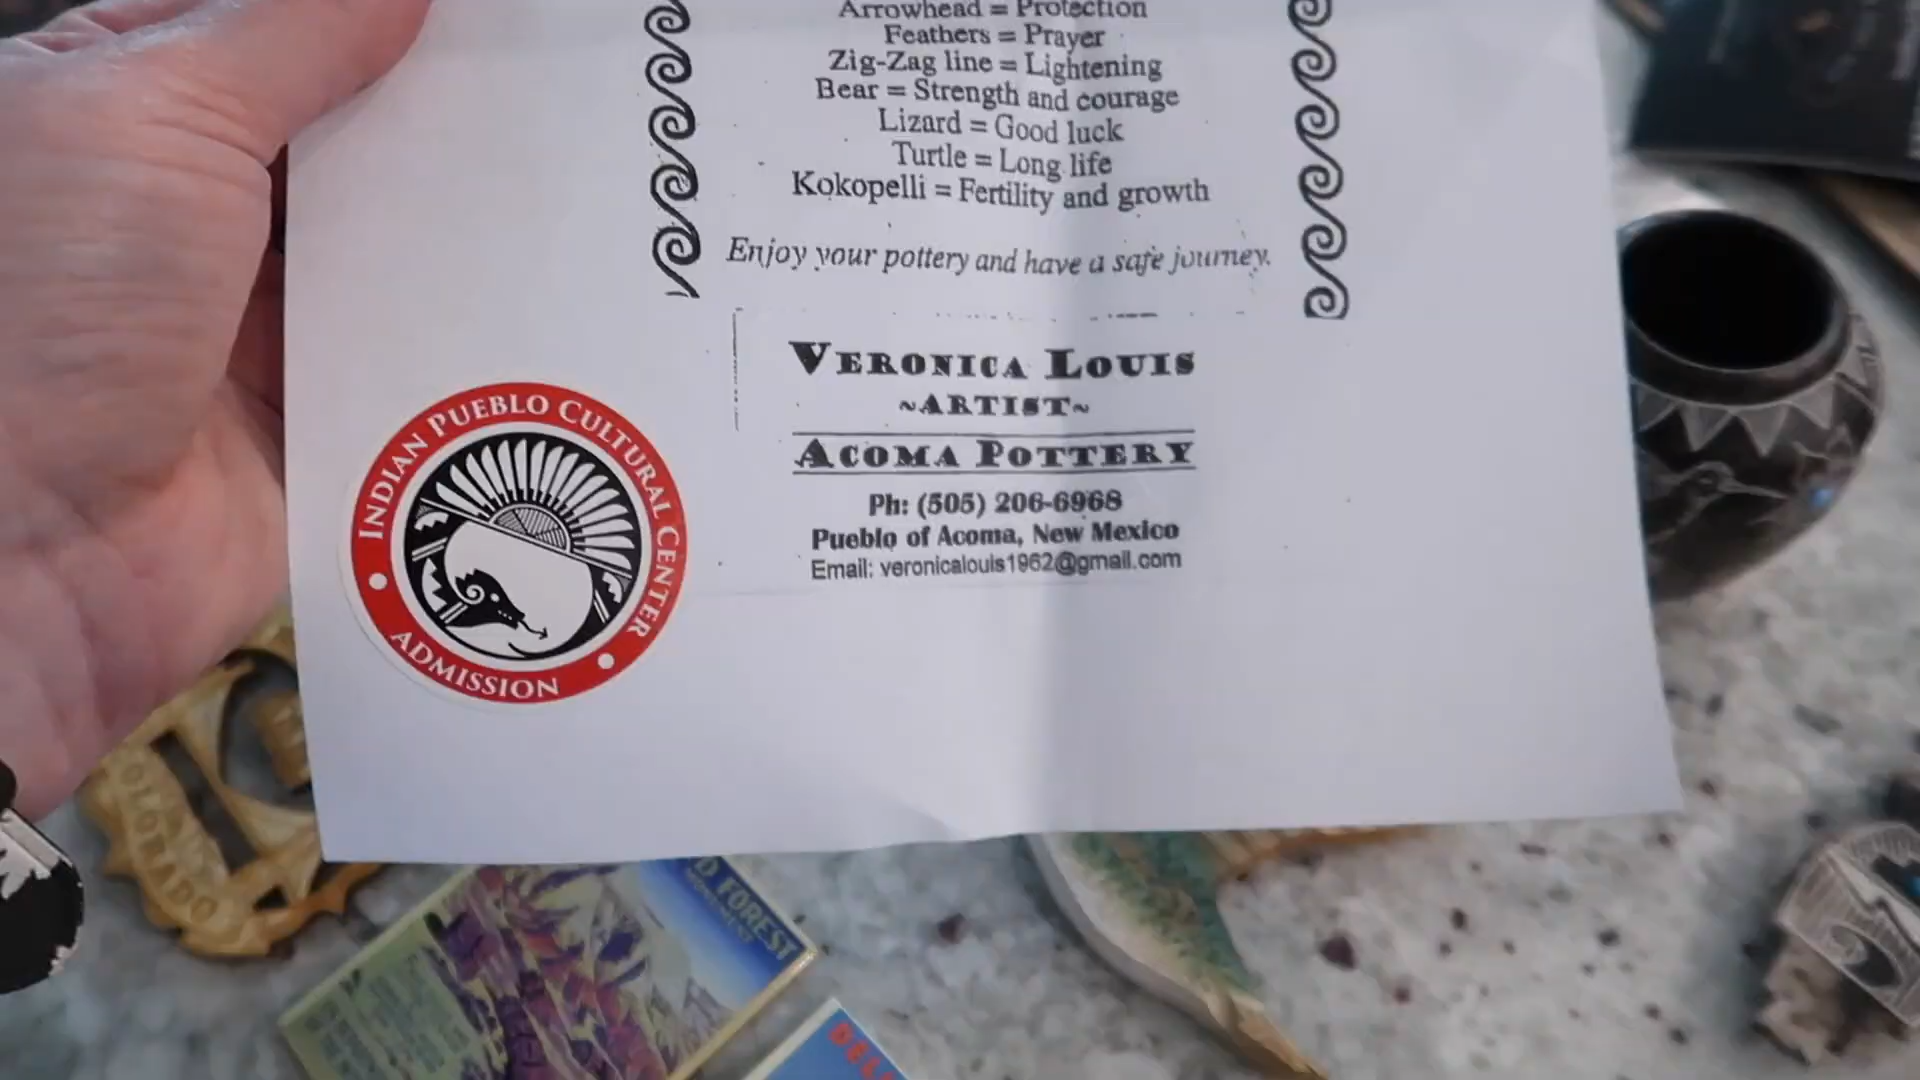 Arrowhead = Protection
Feathers = Prayer
Zig-Zag line = Lightening
Bear = Strength and courage
Lizard = Good luck
Turtle = Long life
Kokopelli = Fertility and growth
Enjoy your pottery and have a safe journey.
VERONICA LOUIS
~ARTIST~
ACOMA POTTERY
Ph: (505) 206-6968
Pueblo of Acoma, New Mexico
Email: veronicalouis1962@gmail.com
INDIAN PUEBLO CULTURAL CENTER
ADMISSION
COLORADO
D FOREST
MONUMENT